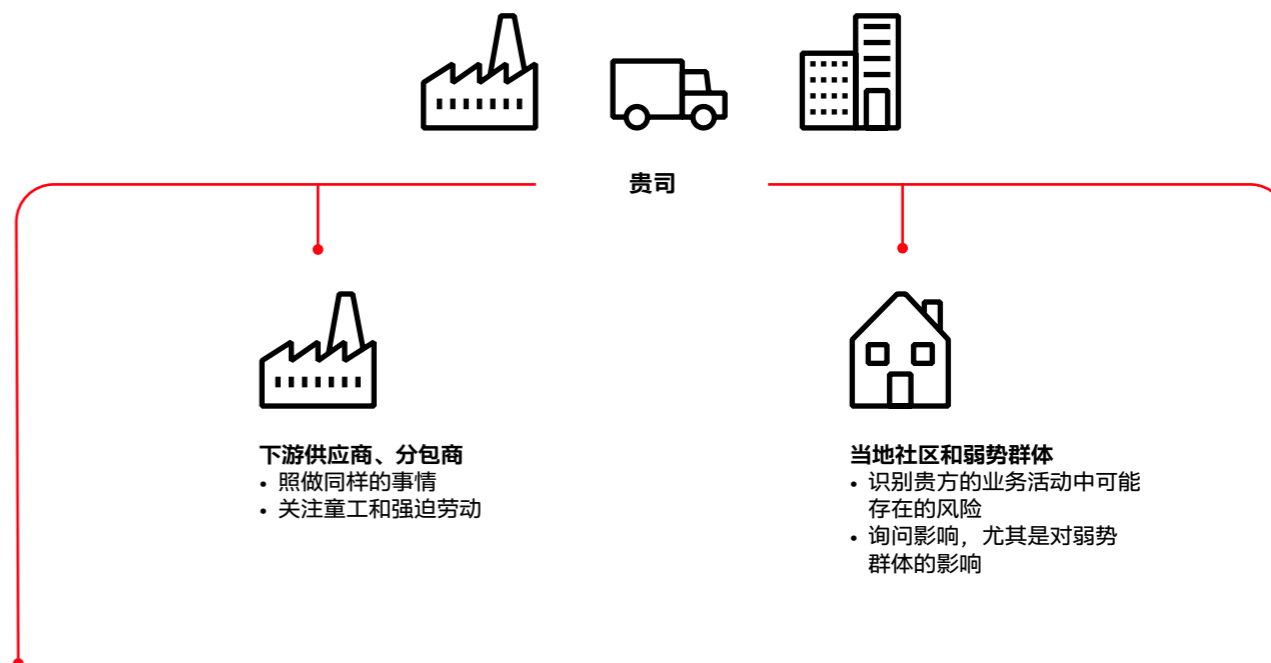 贵司
下游供应商、分包商
• 照做同样的事情
• 关注童工和强迫劳动
当地社区和弱势群体
• 识别贵方的业务活动中可能
存在的风险
• 询问影响，尤其是对弱势
群体的影响